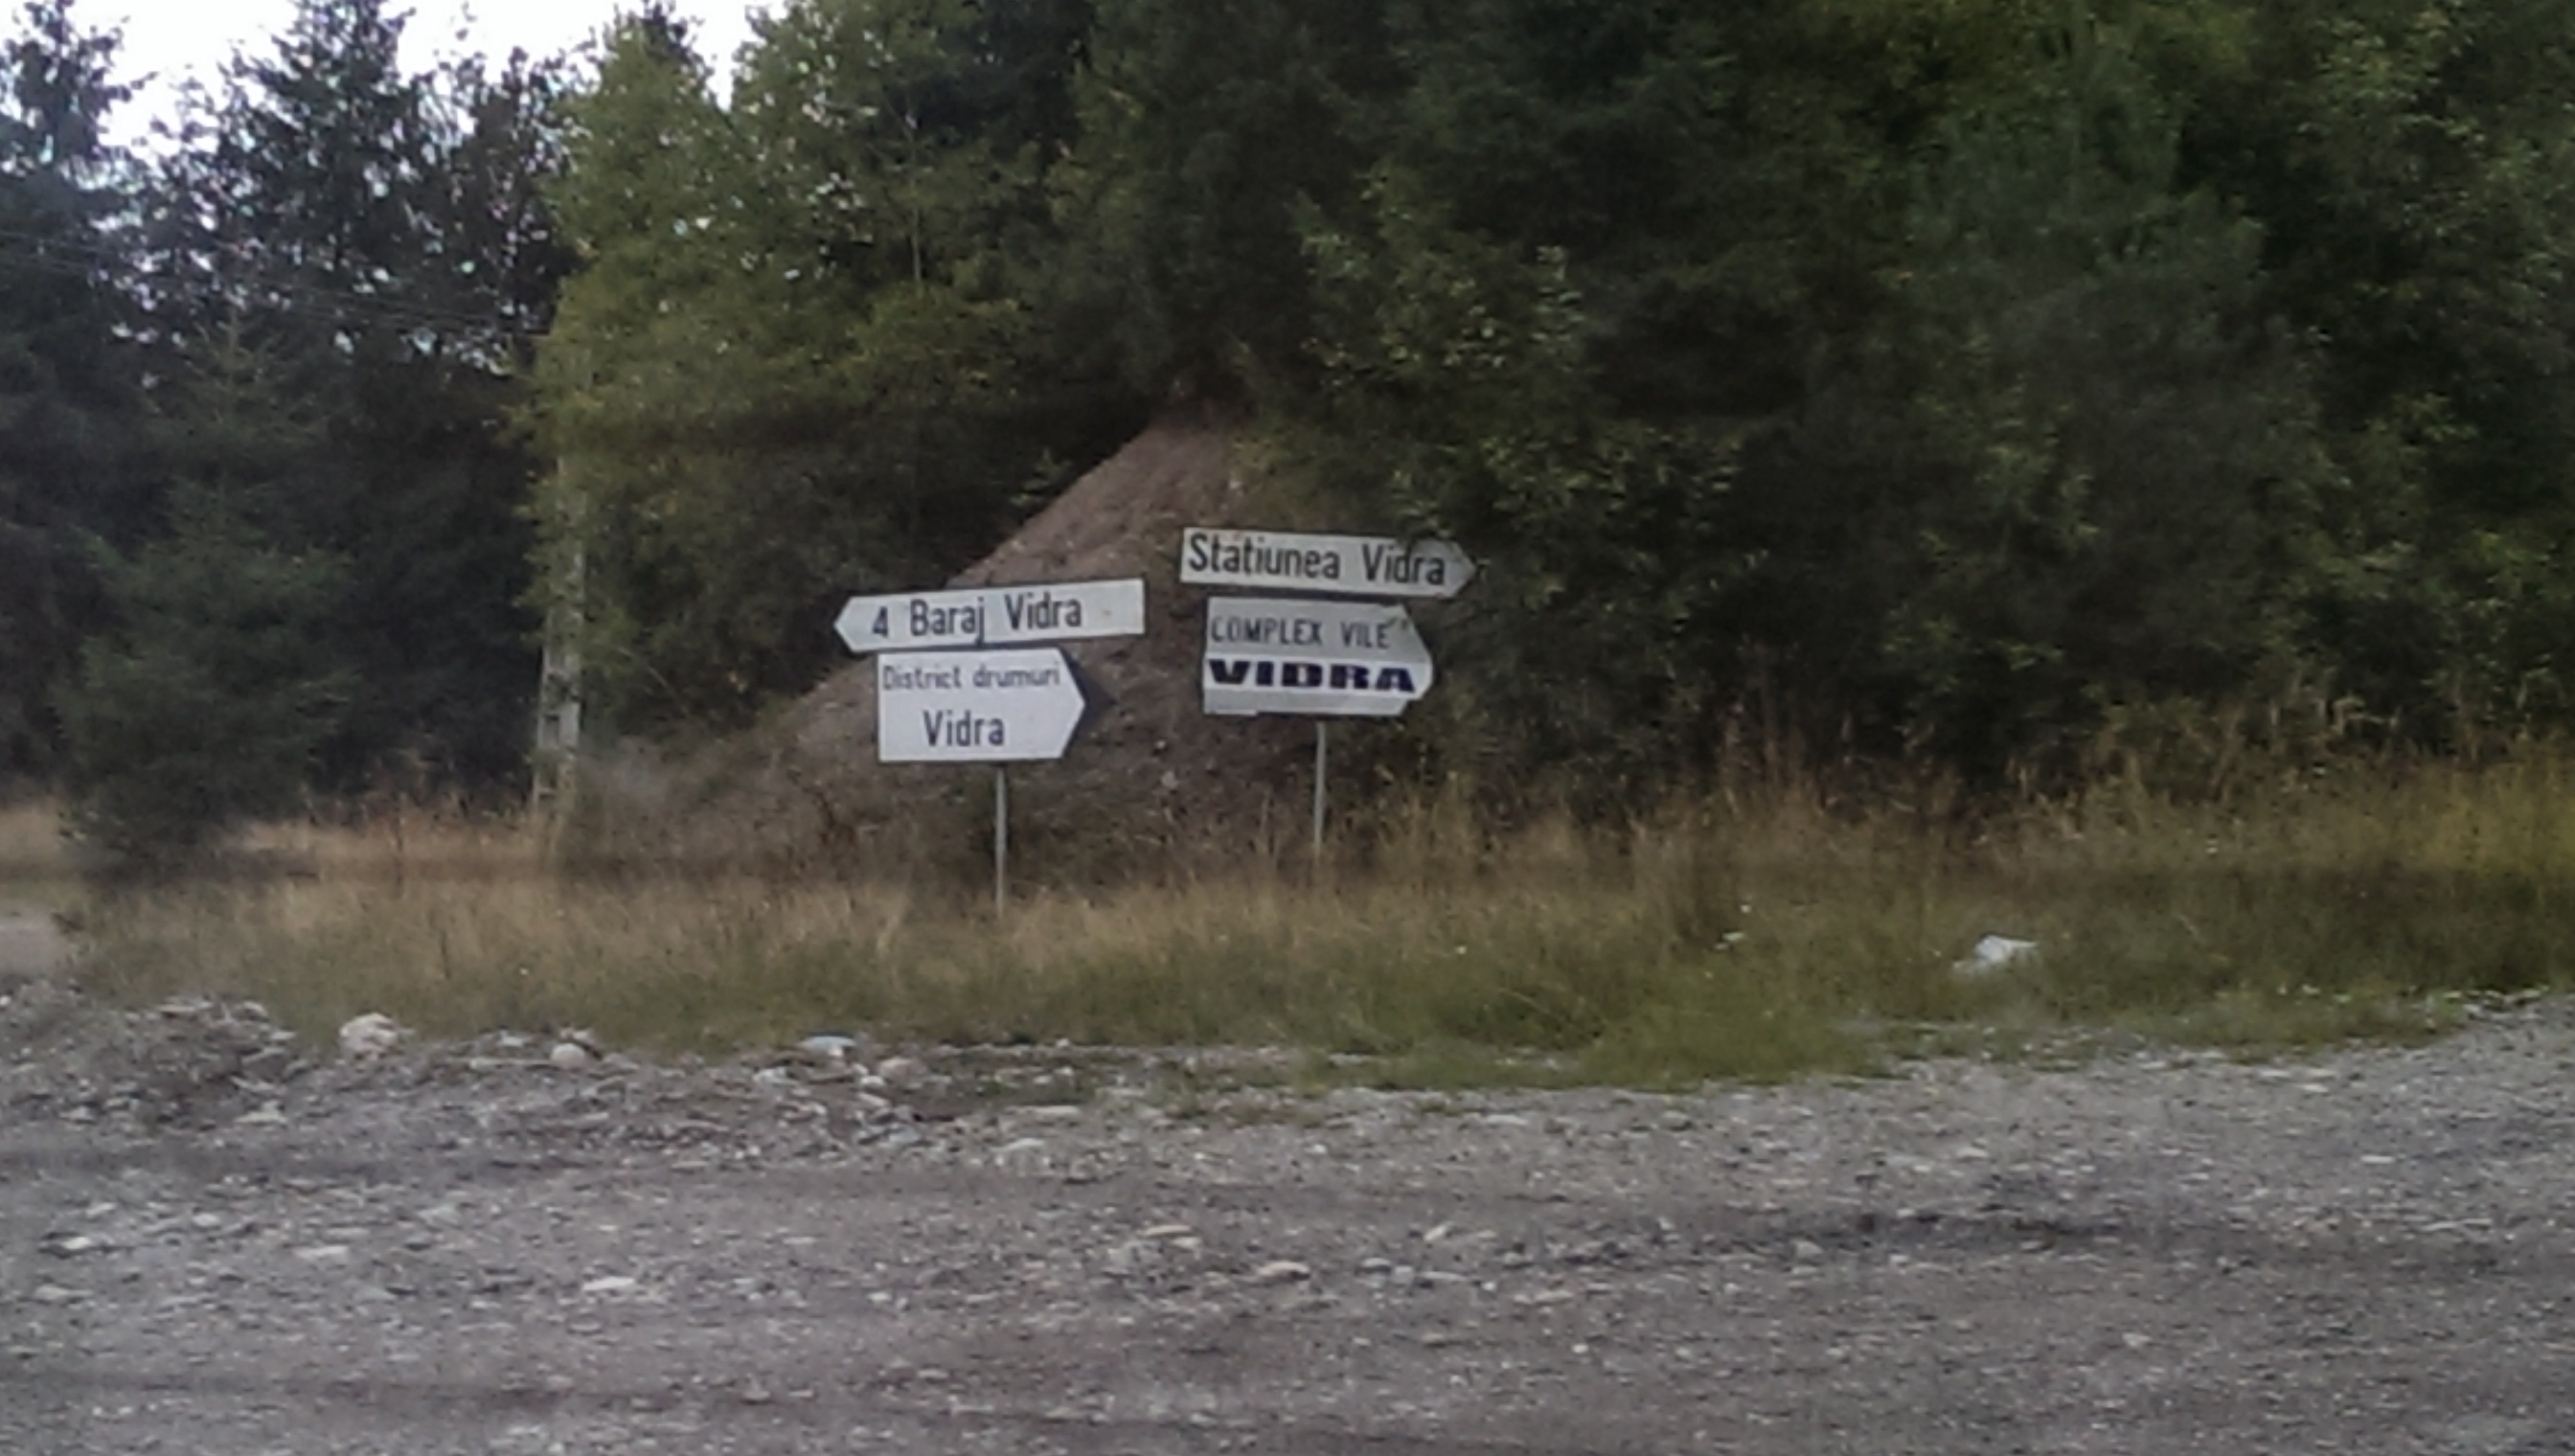 4 Baraj Vidra
District drumuri
Vidra
Statiunea Vidra
COMPLEX VILE
VIDRA